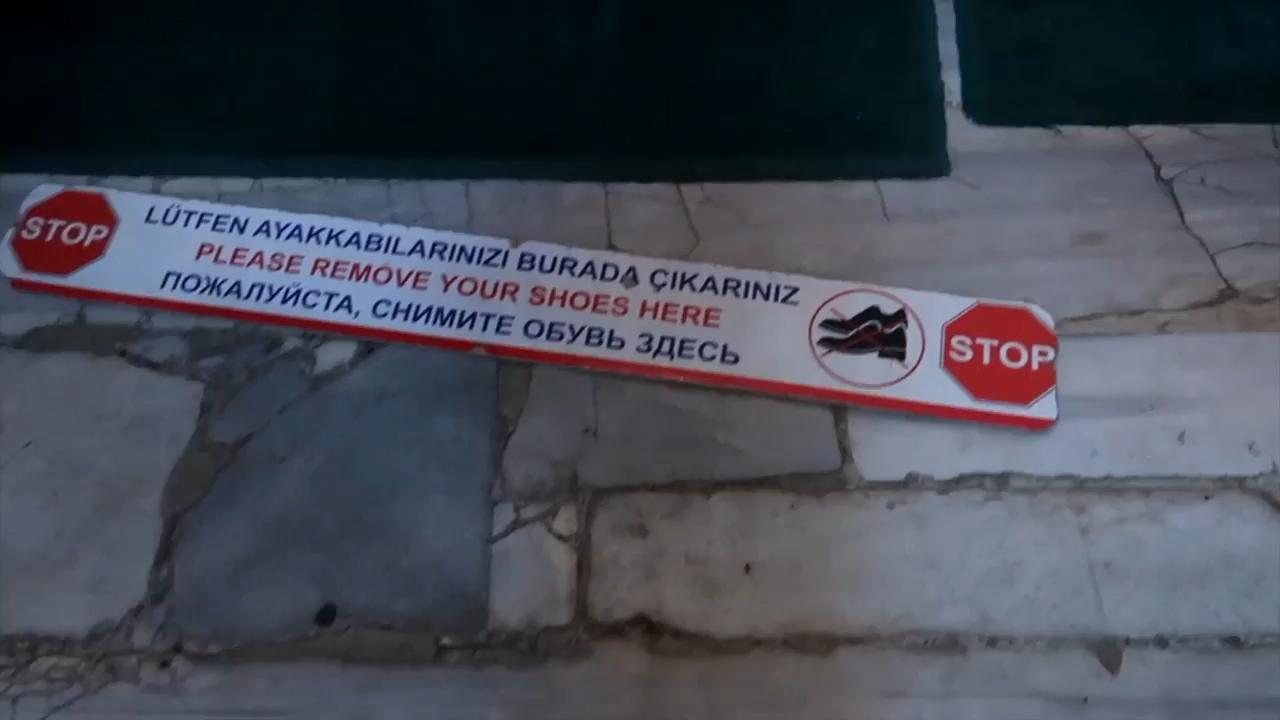 STOP
LÜTFEN AYAKKABILARINIZI BURADA ÇIKARINIZ
PLEASE REMOVE YOUR SHOES HERE
ПОЖАЛУЙСТА, СНИМИТЕ ОБУВЬ ЗДЕСЬ
STOP